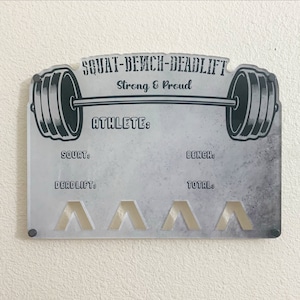 SQUAT-BENCH-DEADLIFT
Strong & Proud
ATHLETE:
SQUAT: BENCH:
DEADLIFT: TOTAL: